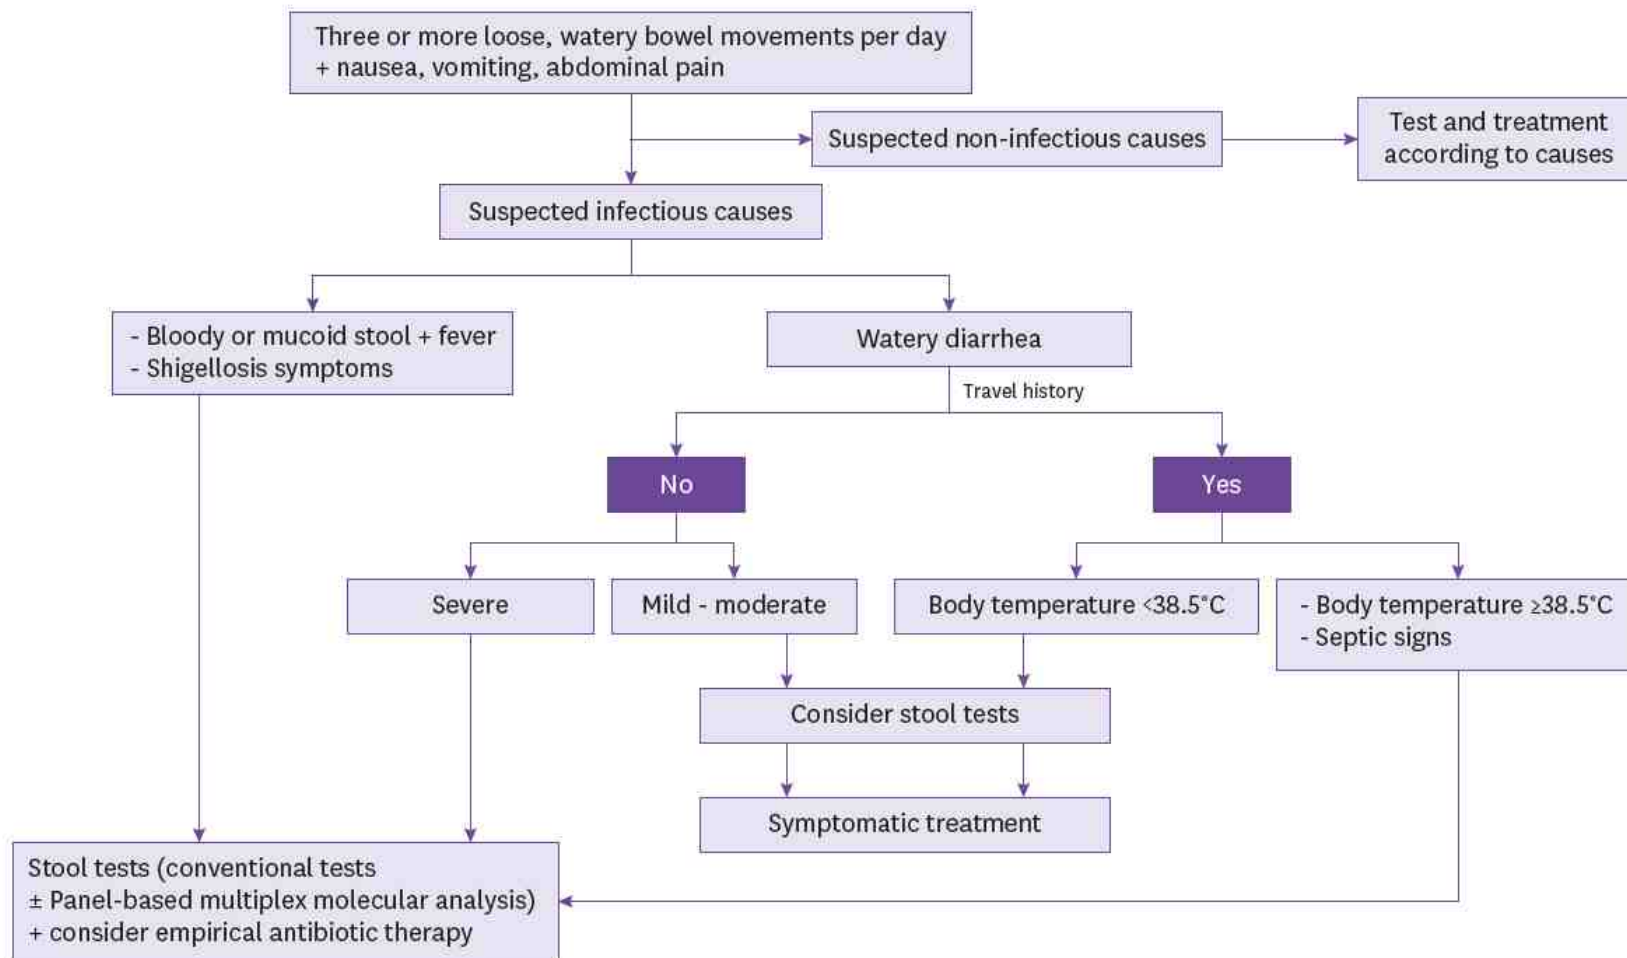 Three or more loose, watery bowel movements per day
+ nausea, vomiting, abdominal pain
Suspected non-infectious causes
Test and treatment
according to causes
Suspected infectious causes
- Bloody or mucoid stool + fever
- Shigellosis symptoms
Watery diarrhea
Travel history
No
Yes
Severe
Mild - moderate
Body temperature <38.5°C
- Body temperature ≥38.5°C
- Septic signs
Consider stool tests
Symptomatic treatment
Stool tests (conventional tests
± Panel-based multiplex molecular analysis)
+ consider empirical antibiotic therapy